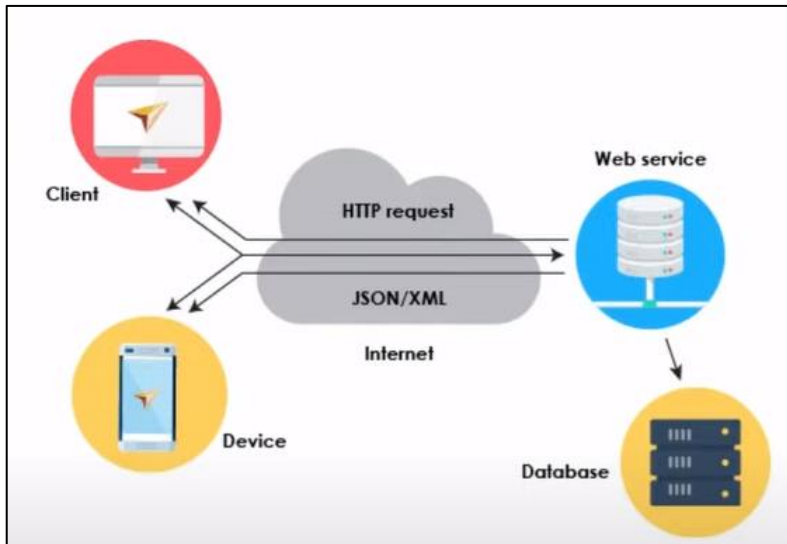 Client
Web service
HTTP request
JSON/XML
Internet
Device
Database